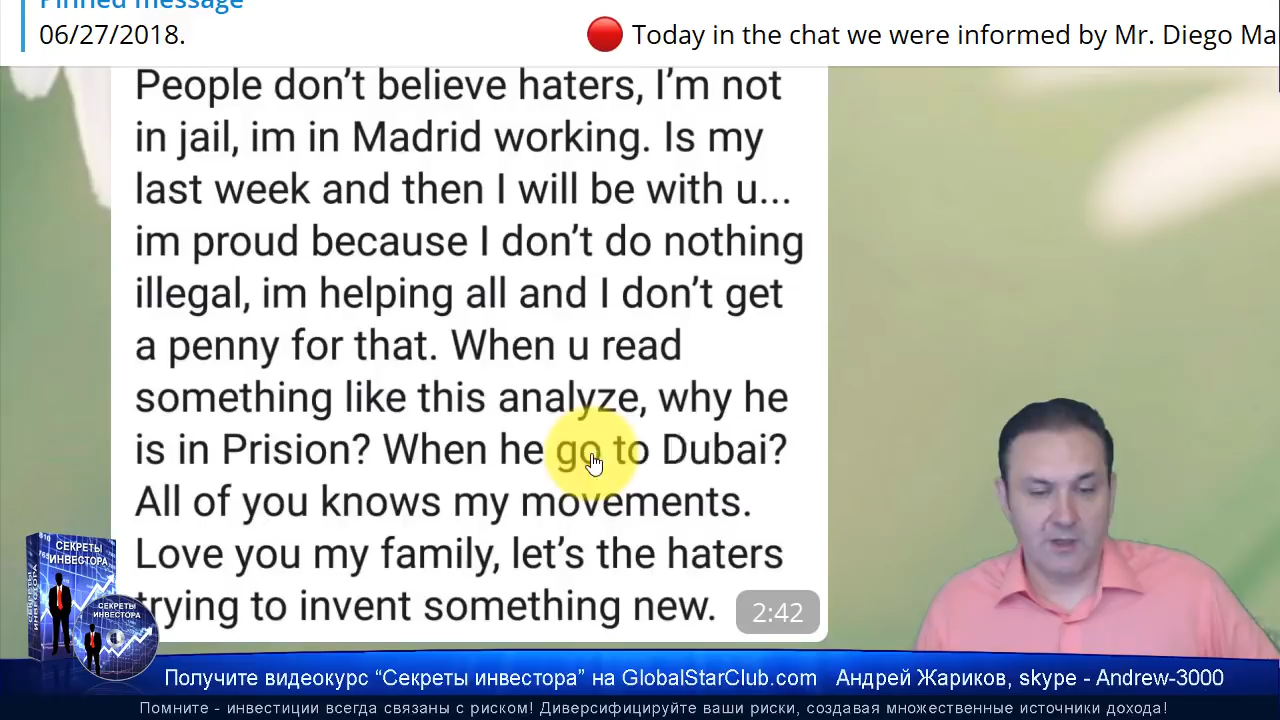 Pinned message
06/27/2018.
Today in the chat we were informed by Mr. Diego Ma
People don't believe haters, I'm not
in jail, im in Madrid working. Is my
last week and then I will be with u...
im proud because I don't do nothing
illegal, im helping all and I don't get
a penny for that. When u read
something like this analyze, why he
is in Prision? When he go to Dubai?
All of you knows my movements.
Love you my family, let's the haters
trying to invent something new.
2:42
СЕКРЕТЫ
ИНВЕСТОРА
СЕКРЕТЫ
ИНВЕСТОРА
СЕКРЕТЫ
ИНВЕСТОРА
Получите видеокурс “Секреты инвестора” на GlobalStarClub.com Андрей Жариков, skype - Andrew-3000
Помните - инвестиции всегда связаны с риском! Диверсифицируйте ваши риски, создавая множественные источники дохода!